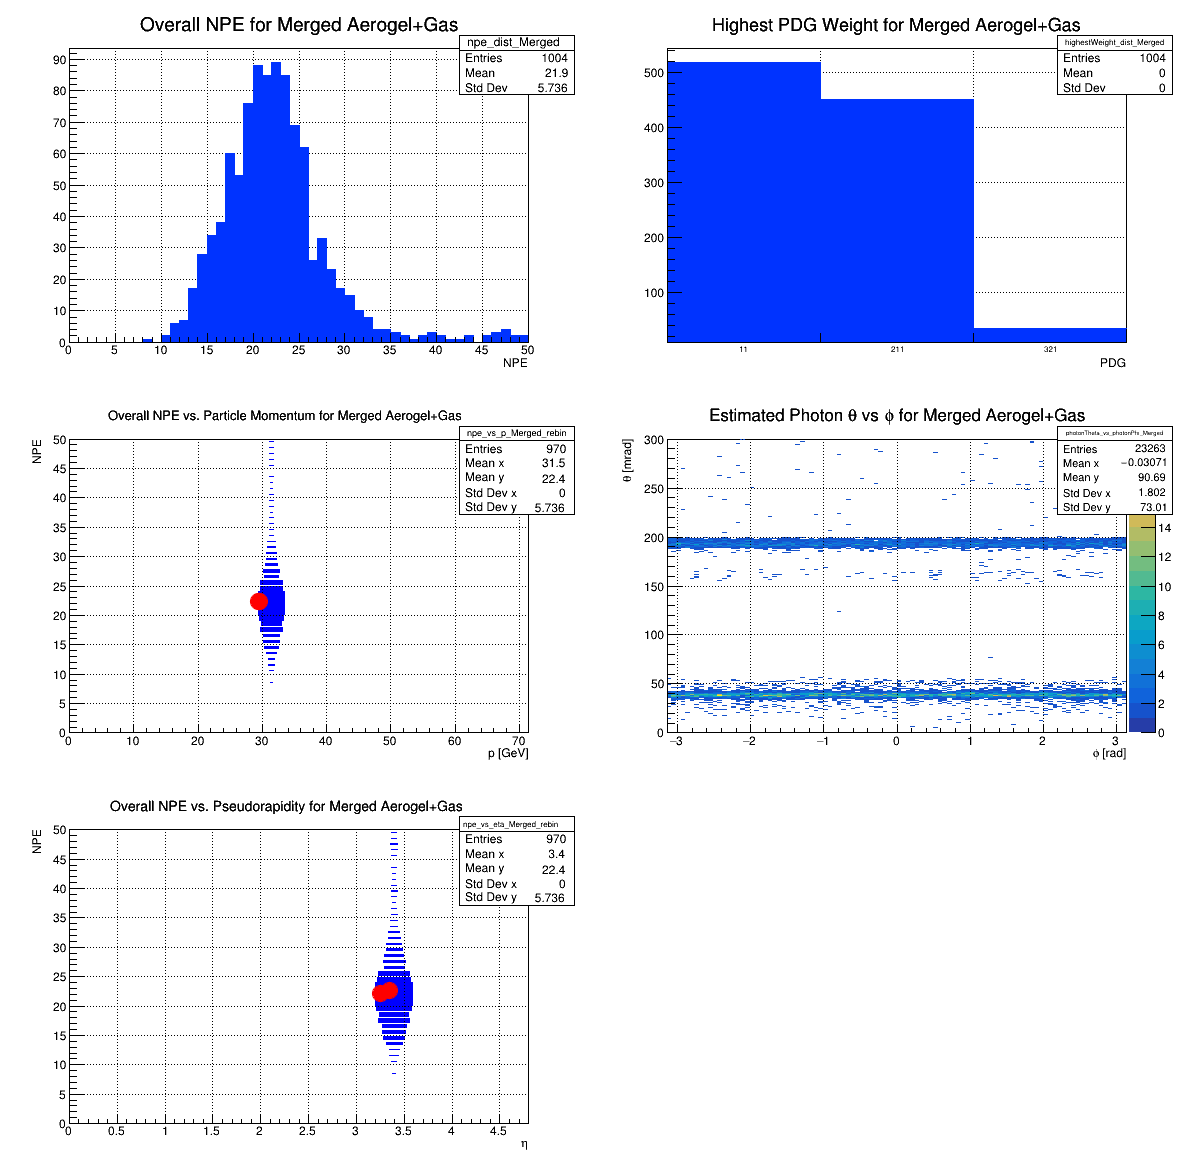 Overall NPE for Merged Aerogel+Gas
npe_dist_Merged
Entries 1004
Mean 21.9
Std Dev 5.736
90
80
70
60
50
40
30
20
10
0
0 5 10 15 20 25 30 35 40 45 50
NPE
Highest PDG Weight for Merged Aerogel+Gas
highestWeight_dist_Merged
Entries 1004
Mean 0
Std Dev 0
500
400
300
200
100
11 211 321
PDG
Overall NPE vs. Particle Momentum for Merged Aerogel+Gas
npe_vs_p_Merged_rebin
Entries 970
Mean x 31.5
Mean y 22.4
Std Dev x 0
Std Dev y 5.736
NPE
50
45
40
35
30
25
20
15
10
5
0
0 10 20 30 40 50 60 70
p [GeV]
Estimated Photon θ vs ϕ for Merged Aerogel+Gas
photonTheta_vs_photonPhi_Merged
Entries 23263
Mean x −0.03071
Mean y 90.69
Std Dev x 1.802
Std Dev y 73.01
θ [mrad]
300
250
200
150
100
50
0
−3 −2 −1 0 1 2 3
ϕ [rad]
14
12
10
8
6
4
2
0
Overall NPE vs. Pseudorapidity for Merged Aerogel+Gas
npe_vs_eta_Merged_rebin
Entries 970
Mean x 3.4
Mean y 22.4
Std Dev x 0
Std Dev y 5.736
NPE
50
45
40
35
30
25
20
15
10
5
0
0 0.5 1 1.5 2 2.5 3 3.5 4 4.5
η